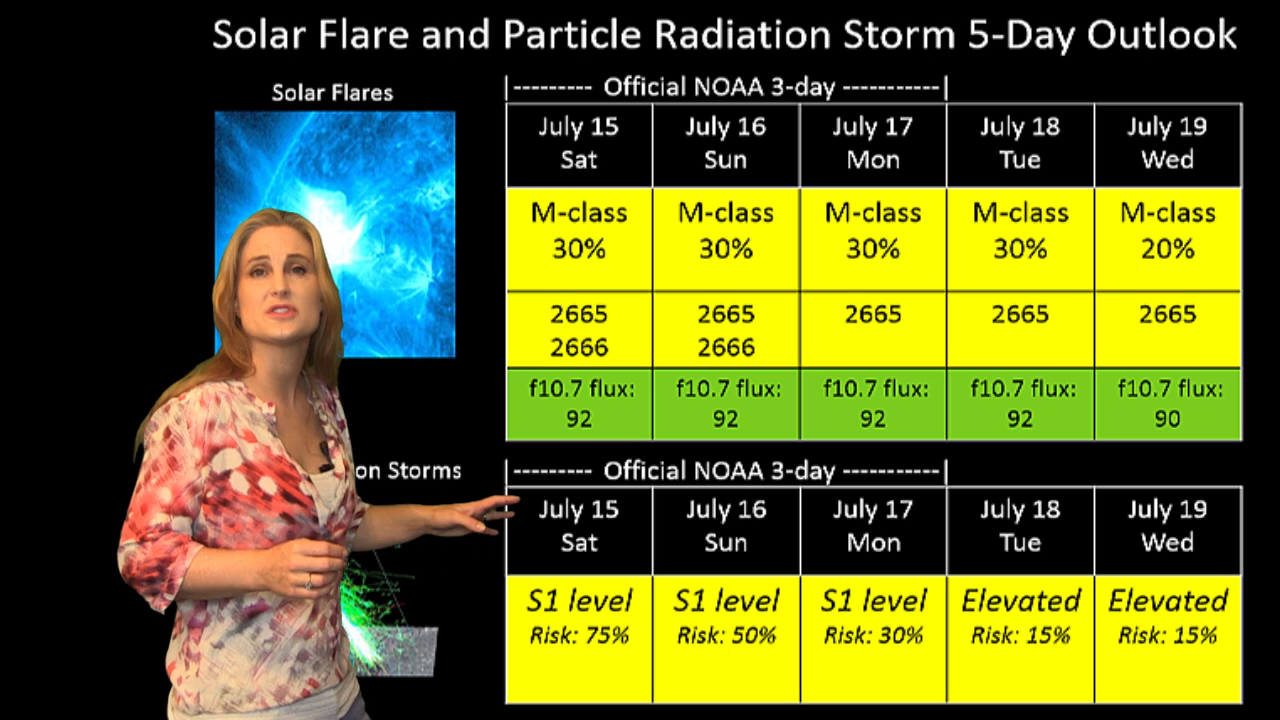 Solar Flare and Particle Radiation Storm 5-Day Outlook
Solar Flares
|--------- Official NOAA 3-day -----------|
July 15 July 16 July 17 July 18 July 19
Sat Sun Mon Tue Wed
M-class M-class M-class M-class M-class
30% 30% 30% 30% 20%
2665 2665 2665 2665 2665
2666 2666
f10.7 flux: f10.7 flux: f10.7 flux: f10.7 flux: f10.7 flux:
92 92 92 92 90
on Storms
|--------- Official NOAA 3-day -----------|
July 15 July 16 July 17 July 18 July 19
Sat Sun Mon Tue Wed
S1 level S1 level S1 level Elevated Elevated
Risk: 75% Risk: 50% Risk: 30% Risk: 15% Risk: 15%